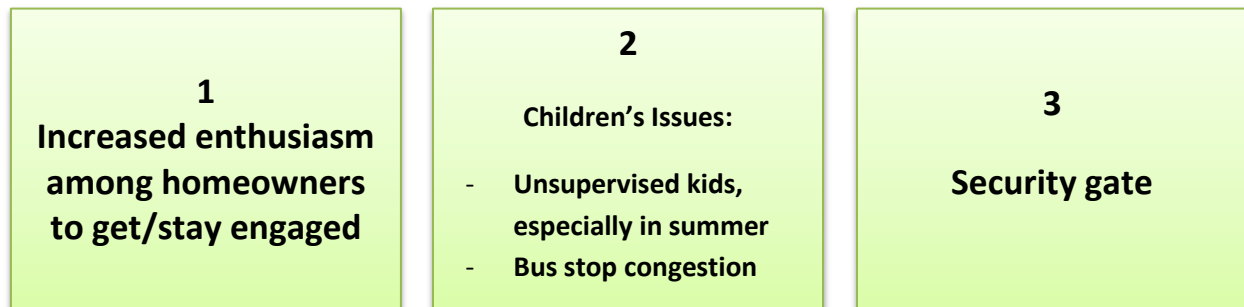 1
Increased enthusiasm
among homeowners
to get/stay engaged
2
Children’s Issues:
- Unsupervised kids,
especially in summer
- Bus stop congestion
3
Security gate